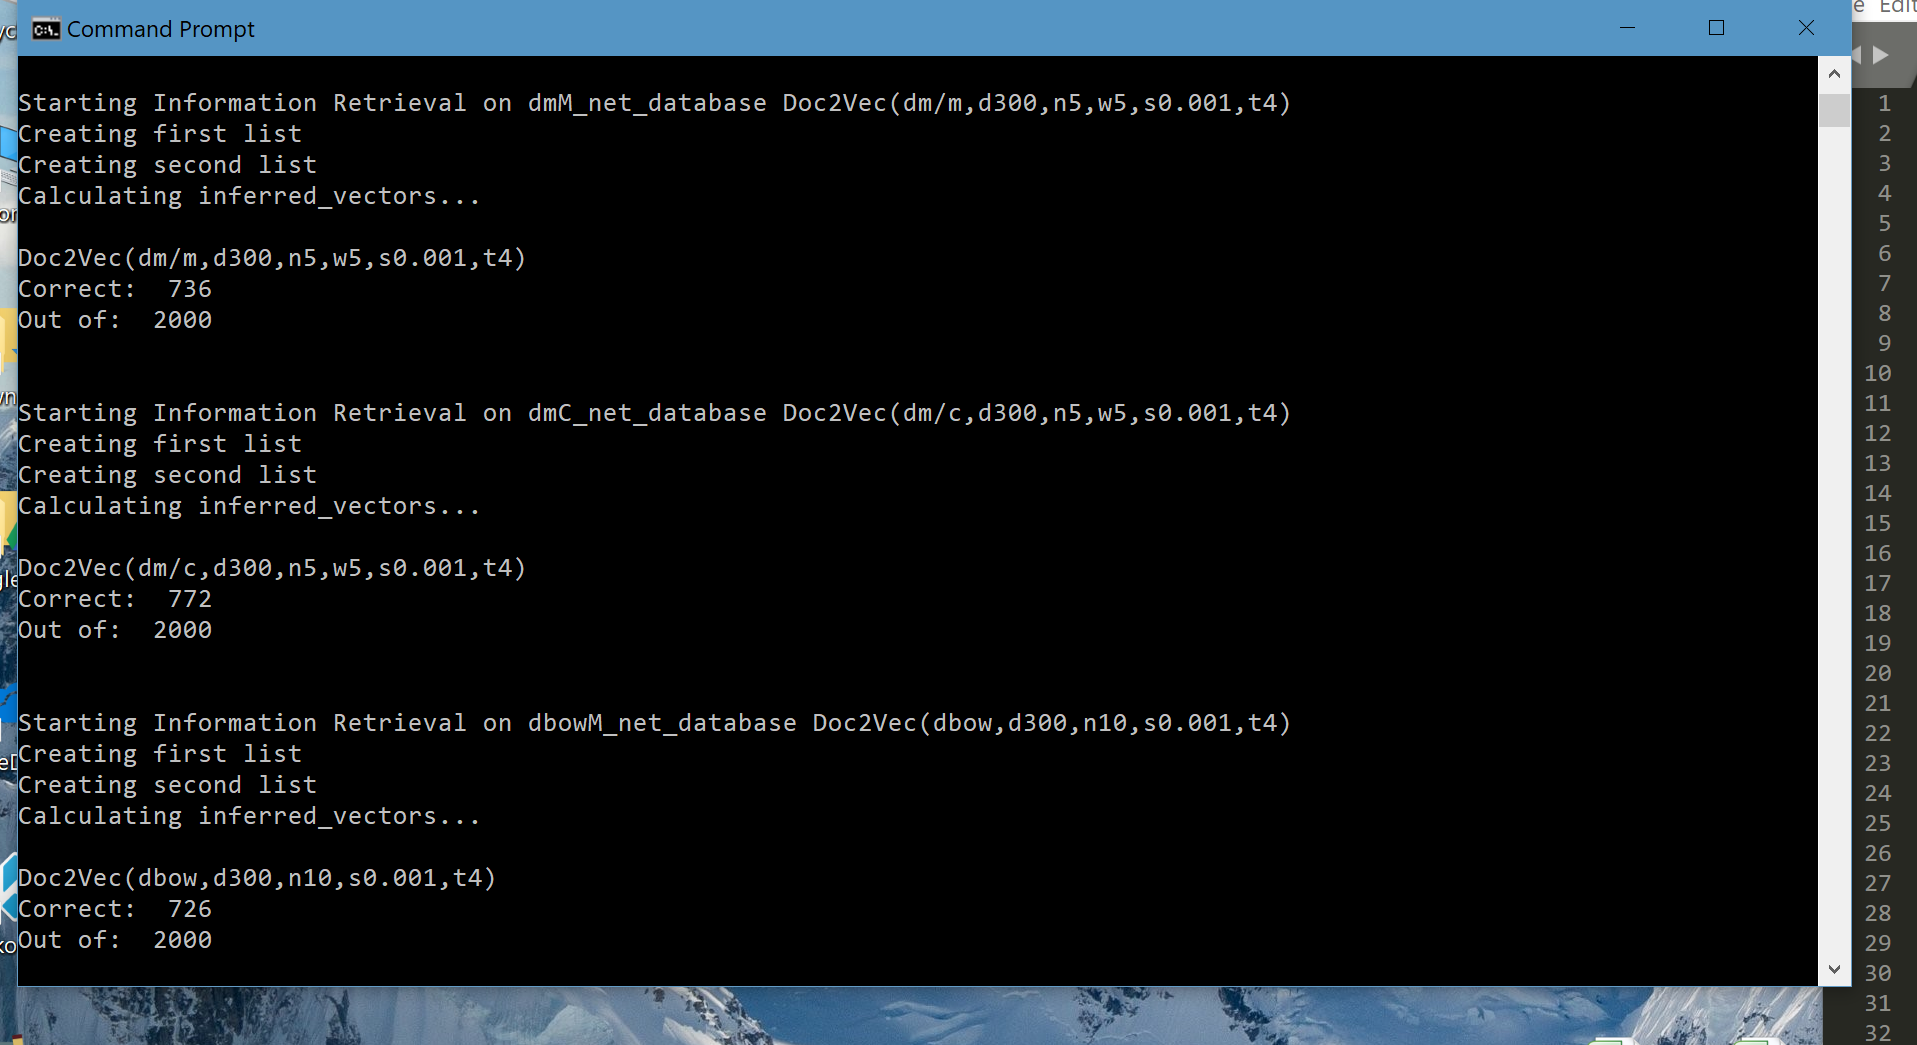 Command Prompt
Starting Information Retrieval on dmM_net_database Doc2Vec(dm/m,d300,n5,w5,s0.001,t4)
Creating first list
Creating second list
Calculating inferred_vectors...
Doc2Vec(dm/m,d300,n5,w5,s0.001,t4)
Correct:  736
Out of:  2000
Starting Information Retrieval on dmC_net_database Doc2Vec(dm/c,d300,n5,w5,s0.001,t4)
Creating first list
Creating second list
Calculating inferred_vectors...
Doc2Vec(dm/c,d300,n5,w5,s0.001,t4)
Correct:  772
Out of:  2000
Starting Information Retrieval on dbowM_net_database Doc2Vec(dbow,d300,n10,s0.001,t4)
Creating first list
Creating second list
Calculating inferred_vectors...
Doc2Vec(dbow,d300,n10,s0.001,t4)
Correct:  726
Out of:  2000
1
2
3
4
5
6
7
8
9
10
11
12
13
14
15
16
17
18
19
20
21
22
23
24
25
26
27
28
29
30
31
32